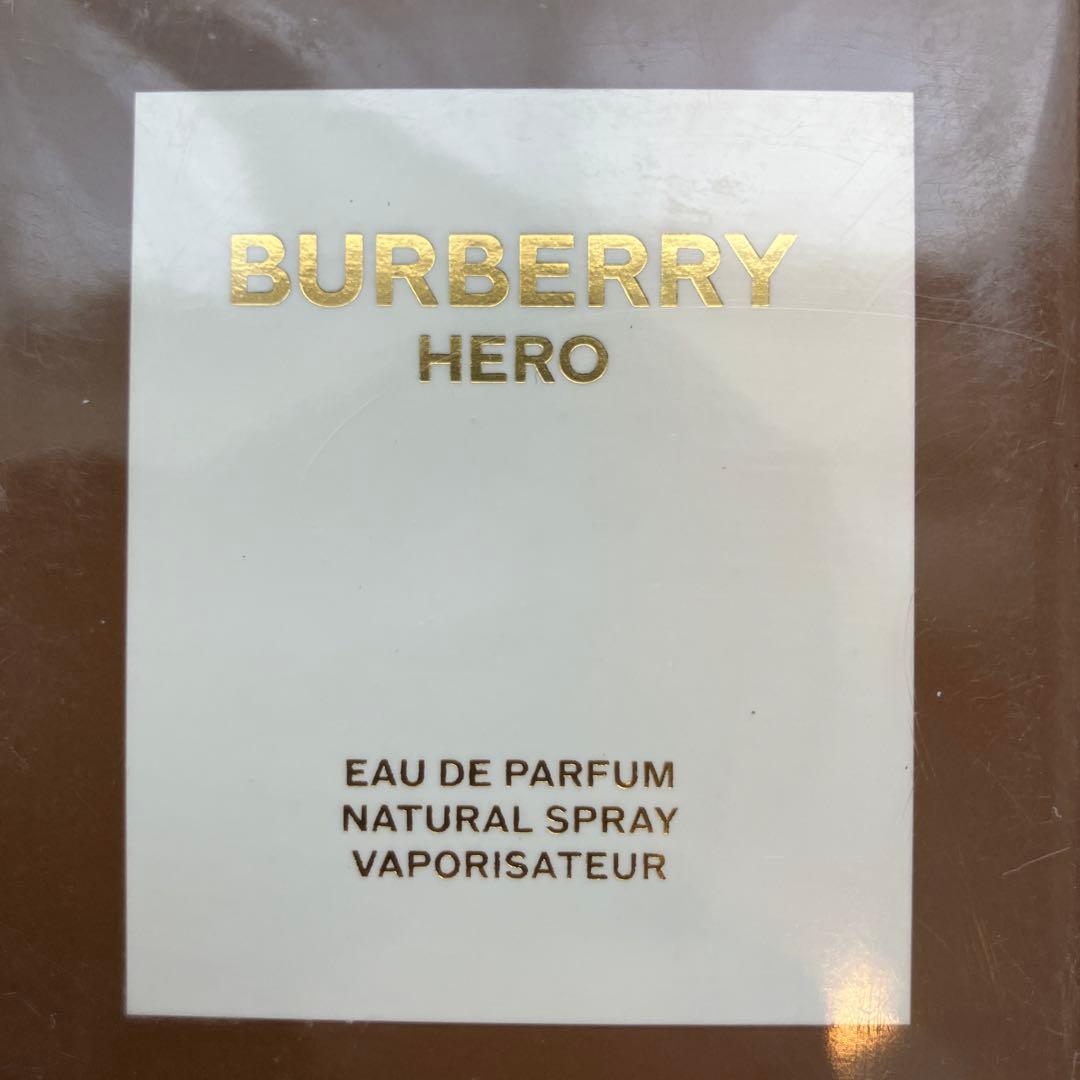 BURBERRY
HERO
EAU DE PARFUM
NATURAL SPRAY
VAPORISATEUR